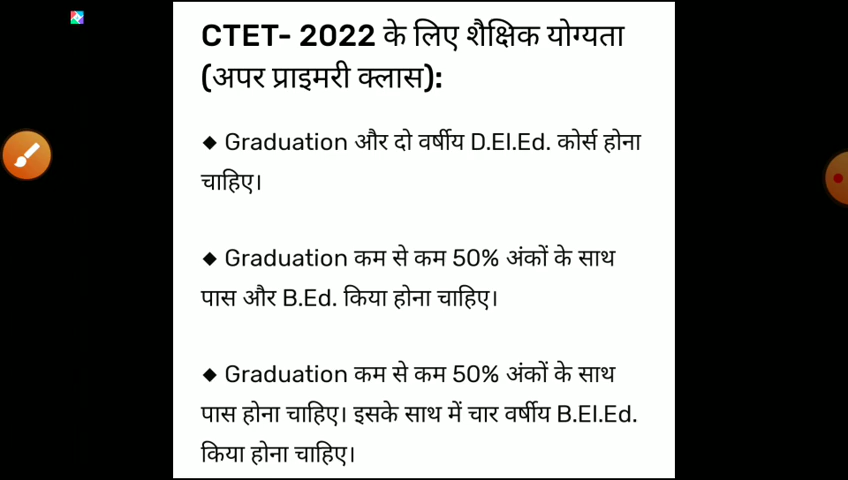 CTET- 2022 के लिए शैक्षिक योग्यता
(अपर प्राइमरी क्लास):
◆ Graduation और दो वर्षीय D.El.Ed. कोर्स होना
चाहिए।
◆ Graduation कम से कम 50% अंकों के साथ
पास और B.Ed. किया होना चाहिए।
◆ Graduation कम से कम 50% अंकों के साथ
पास होना चाहिए। इसके साथ में चार वर्षीय B.El.Ed.
किया होना चाहिए।